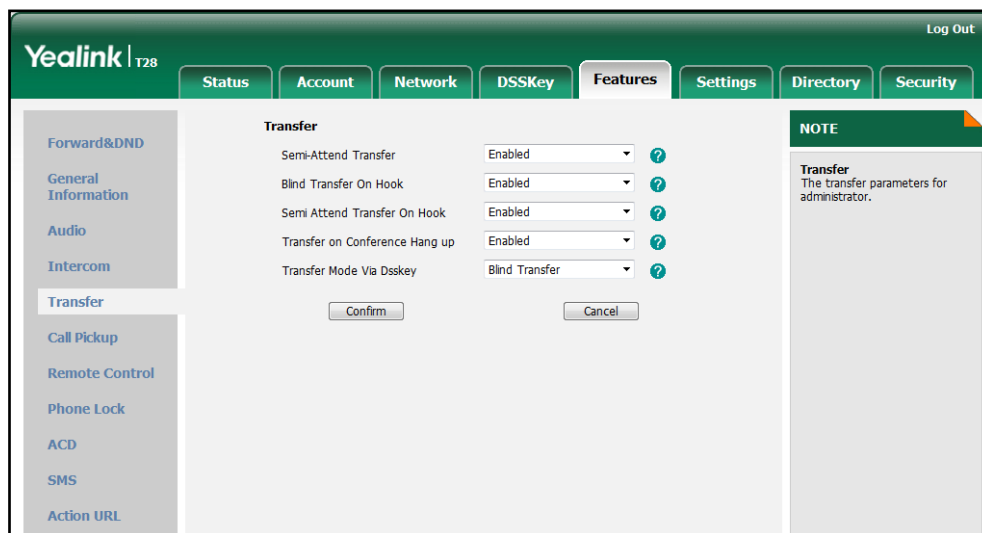 Log Out
Yealink T28
Status Account Network DSSKey Features Settings Directory Security
Forward&DND
General
Information
Audio
Intercom
Transfer
Call Pickup
Remote Control
Phone Lock
ACD
SMS
Action URL
Transfer
Semi-Attend Transfer Enabled ?
Blind Transfer On Hook Enabled ?
Semi Attend Transfer On Hook Enabled ?
Transfer on Conference Hang up Enabled ?
Transfer Mode Via Dsskey Blind Transfer ?
Confirm Cancel
NOTE
Transfer
The transfer parameters for
administrator.